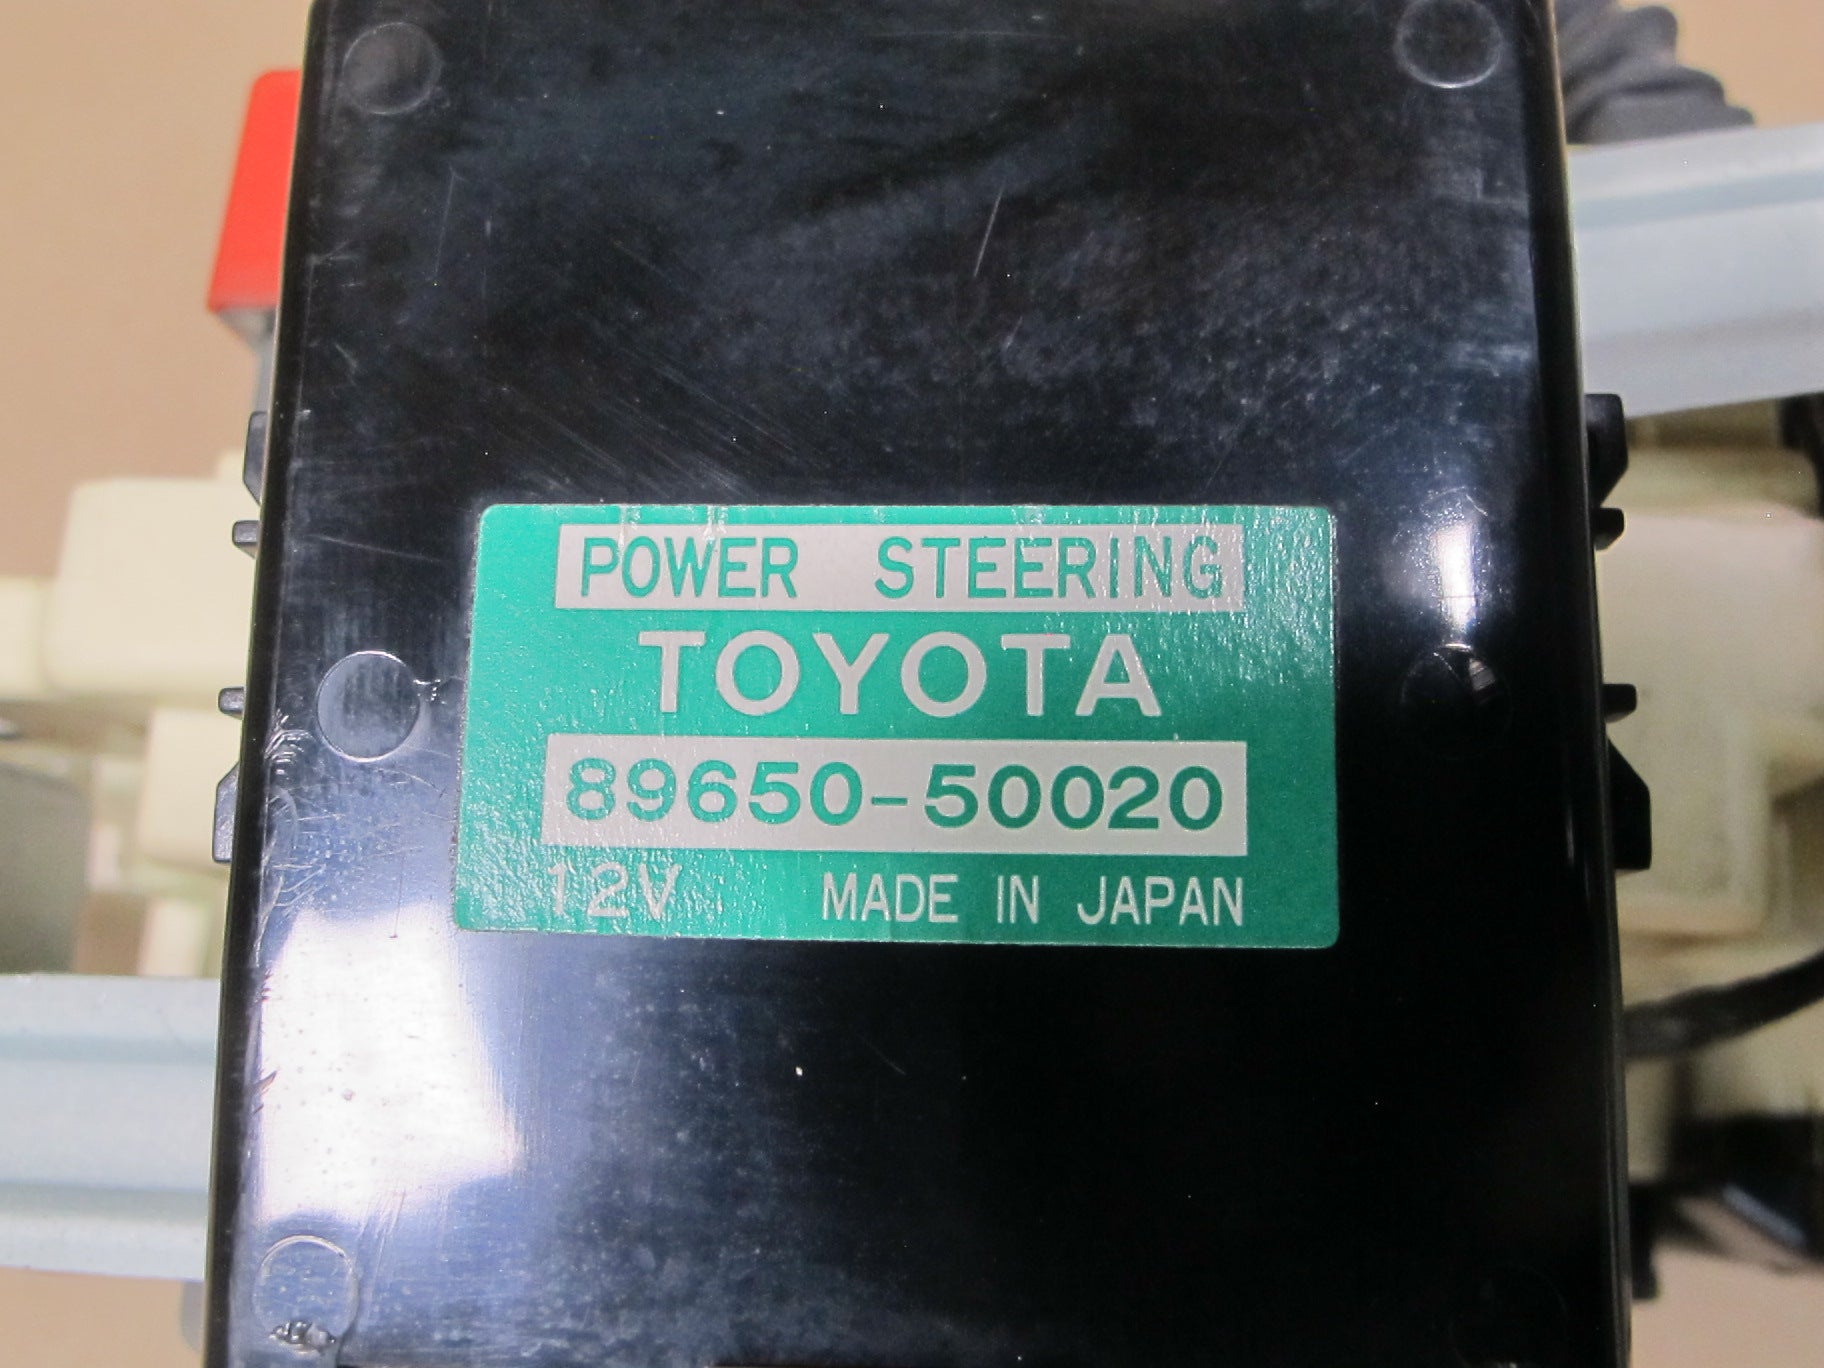 POWER STEERING
TOYOTA
89650-50020
12V MADE IN JAPAN